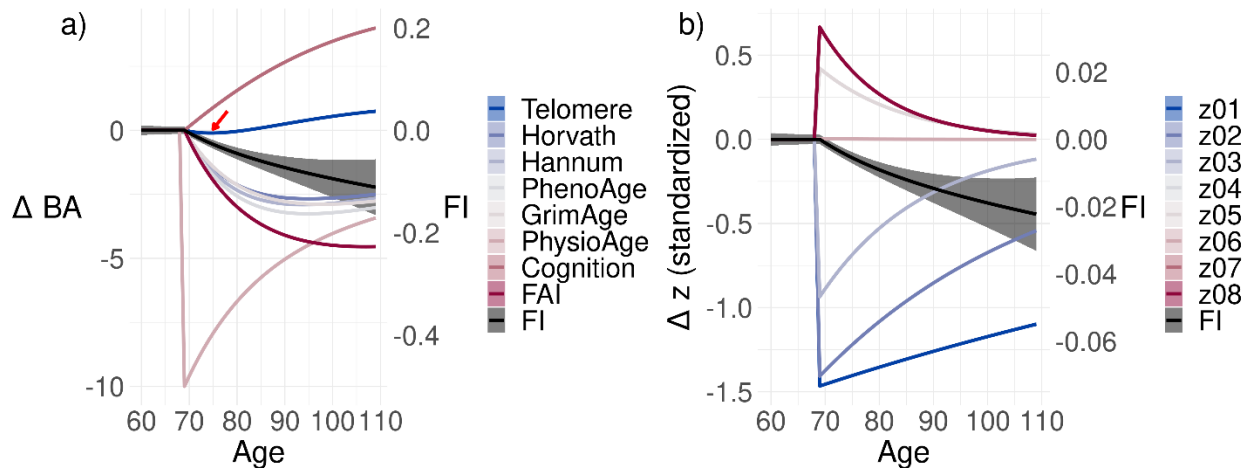 a)
Δ BA
0
-5
-10
0.2
0.0
-0.2
-0.4
FI
60 70 80 90 100 110
Age
Telomere
Horvath
Hannum
PhenoAge
GrimAge
PhysioAge
Cognition
FAI
FI
b)
Δ z (standardized)
0.5
0.0
-0.5
-1.0
-1.5
0.02
0.00
-0.02
-0.04
-0.06
FI
60 70 80 90 100 110
Age
z01
z02
z03
z04
z05
z06
z07
z08
FI